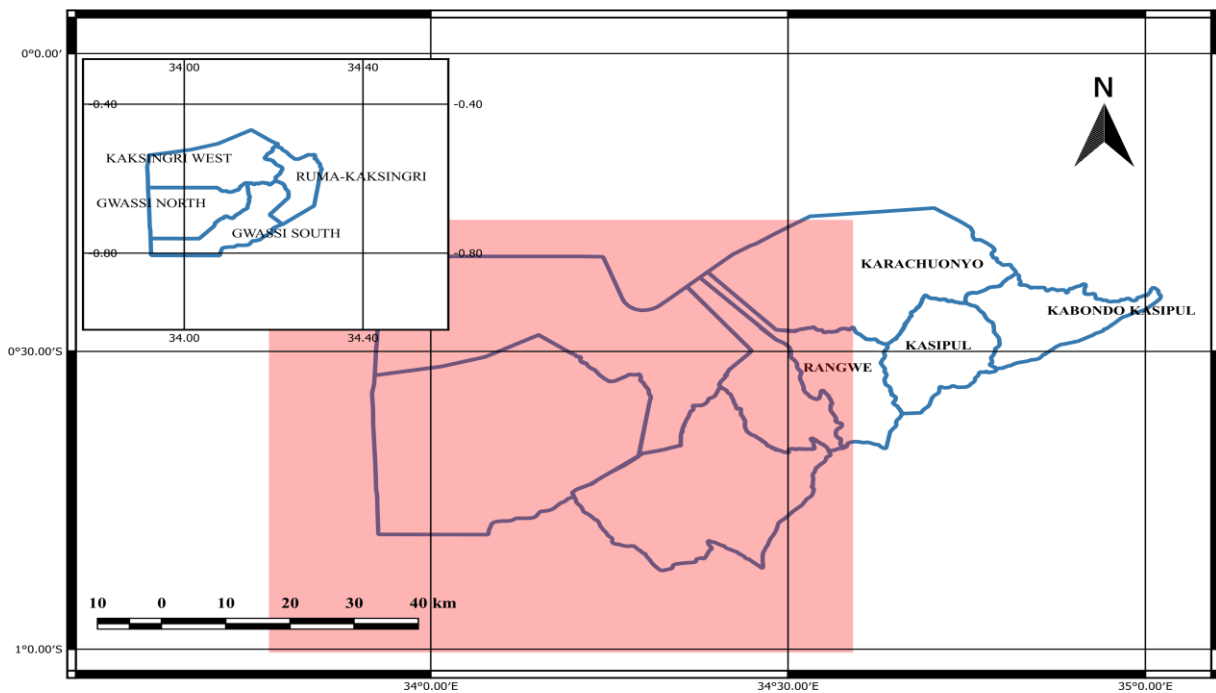 0°0.00′
34:00 34:40
-0.40 -0.40
KAKSINGRI WEST
RUMA-KAKSINGRI
GWASSI NORTH
GWASSI SOUTH
-0.80 -0.80
34:00 34:40
N
KARACHUONYO
KABONDO KASIPUL
KASIPUL
RANGWE
0°30.00′S
10 0 10 20 30 40 km
1°0.00′S
34°0.00′E 34°30.00′E 35°0.00′E